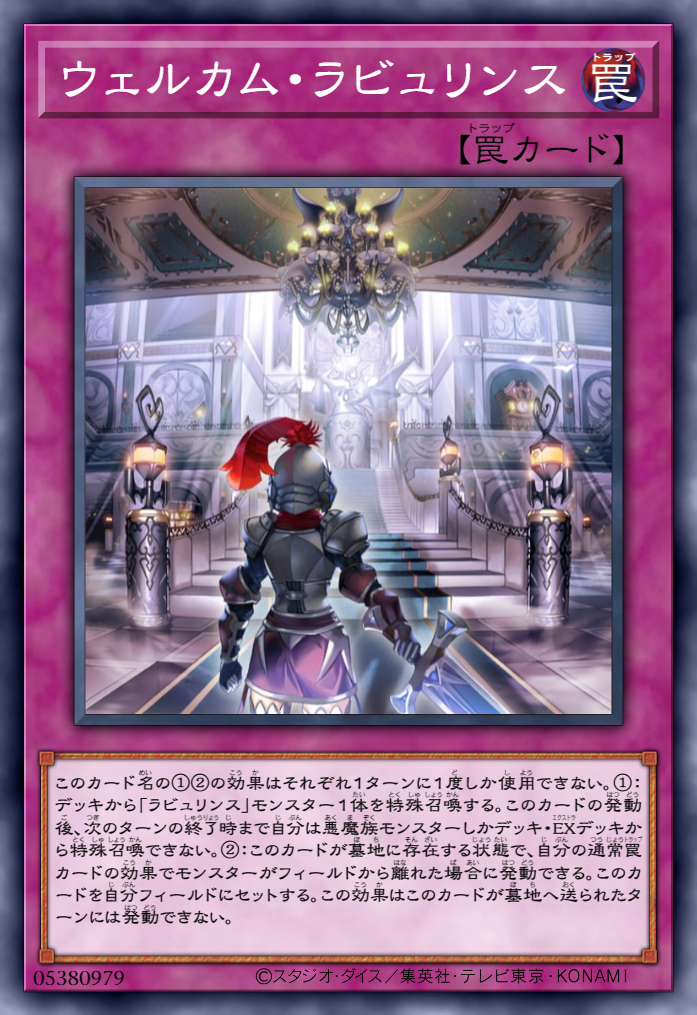 ウェルカム・ラビュリンス
トラップ
罠
トラップ
【罠カード】
このカード名の①②の効果はそれぞれ1ターンに1度しか使用できない。①：
デッキから「ラビュリンス」モンスター1体を特殊召喚する。このカードの発動
後、次のターンの終了時まで自分は悪魔族モンスターしかデッキ・EXデッキか
ら特殊召喚できない。②：このカードが墓地に存在する状態で、自分の通常罠
カードの効果でモンスターがフィールドから離れた場合に発動できる。このカ
ードを自分フィールドにセットする。この効果はこのカードが墓地へ送られたタ
ーンには発動できない。
05380979
©スタジオ・ダイス／集英社・テレビ東京・KONAMI